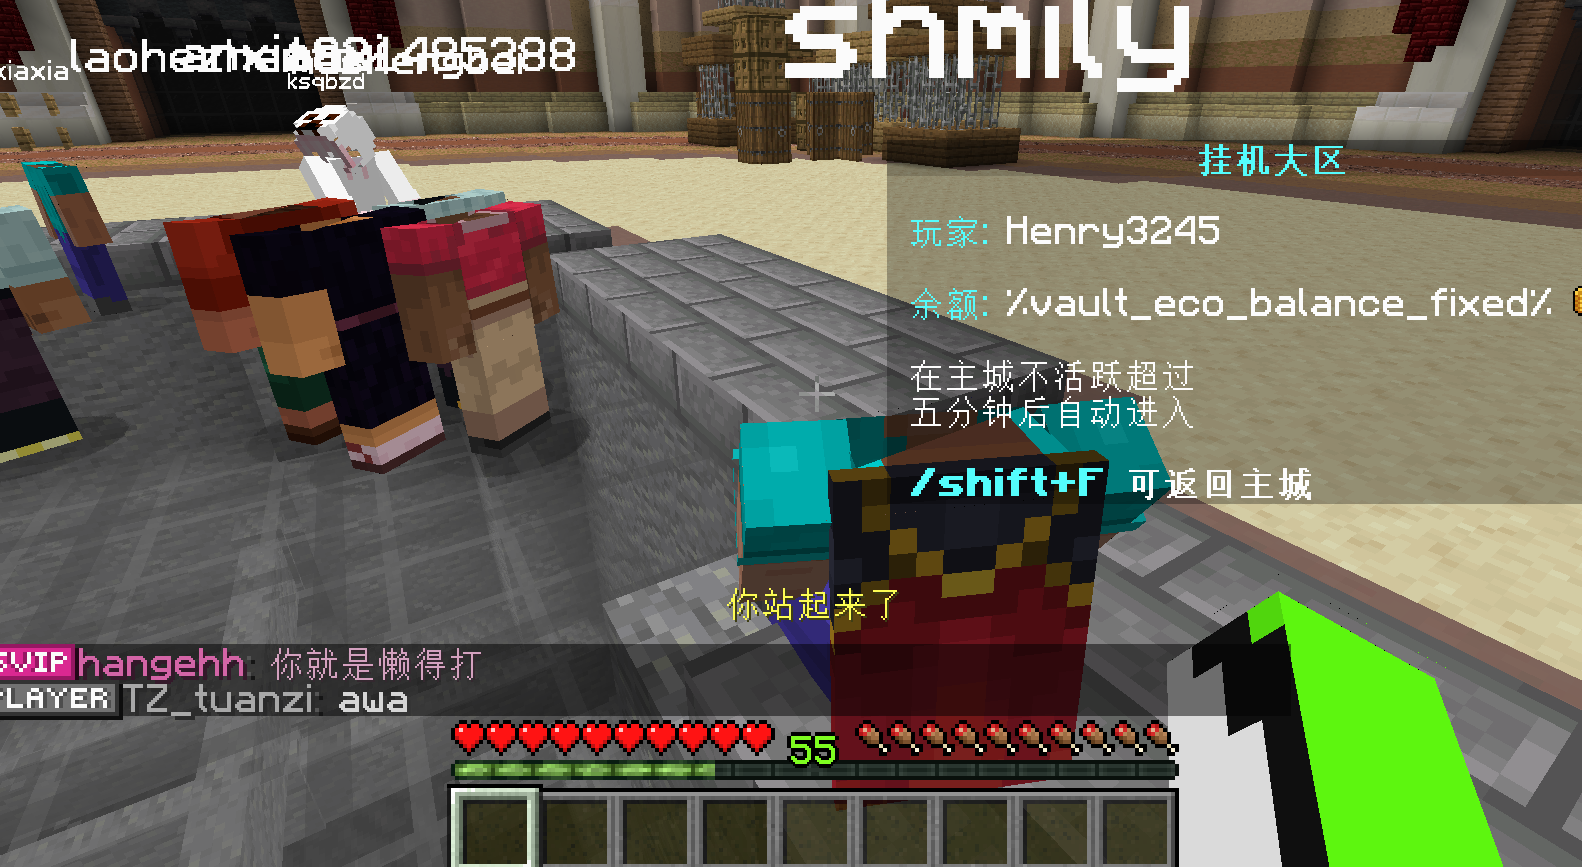 shmily
xiaxia
ksqbzd
挂机大区
玩家: Henry3245
余额: %vault_eco_balance_fixed%
在主城不活跃超过
五分钟后自动进入
/shift+F 可返回主城
你站起来了
SVIP hangehh: 你就是懒得打
PLAYER TZ_tuanzi: awa
55